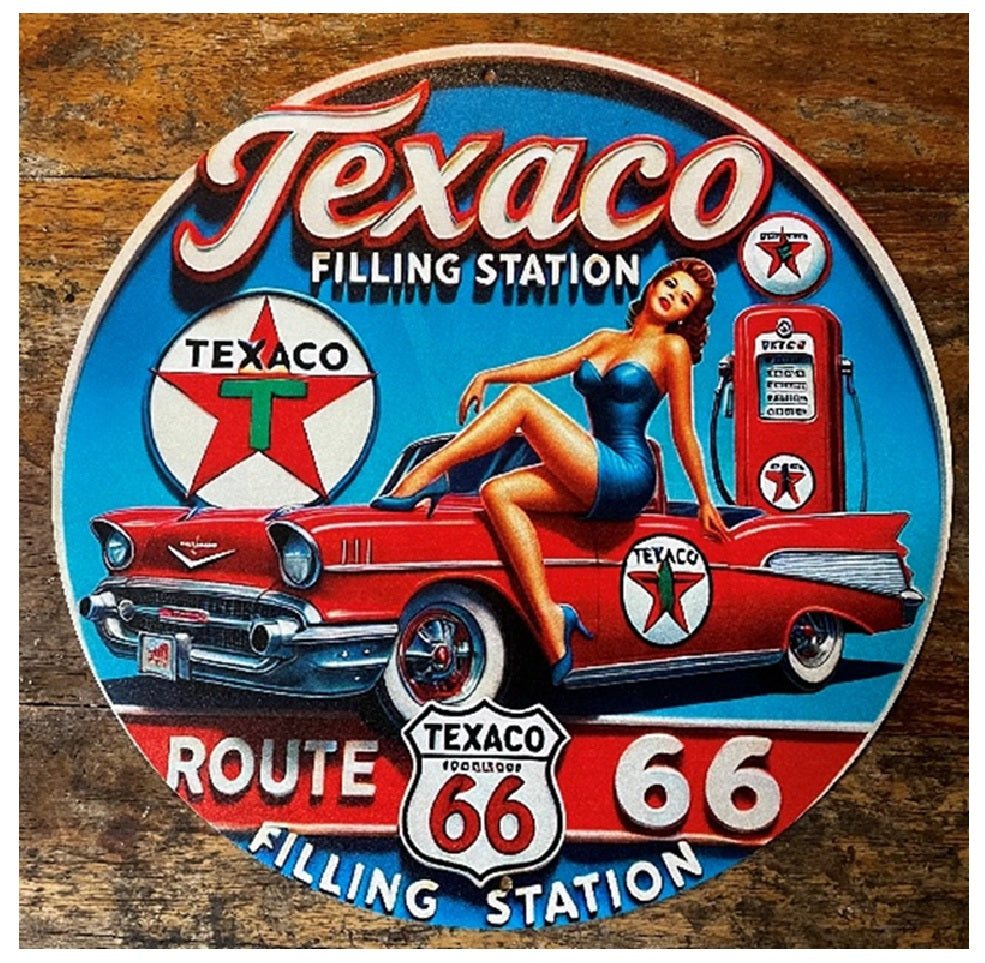 Texaco
FILLING STATION
TEXACO
T
TEXACO
ROUTE
TEXACO
66
66
FILLING STATION